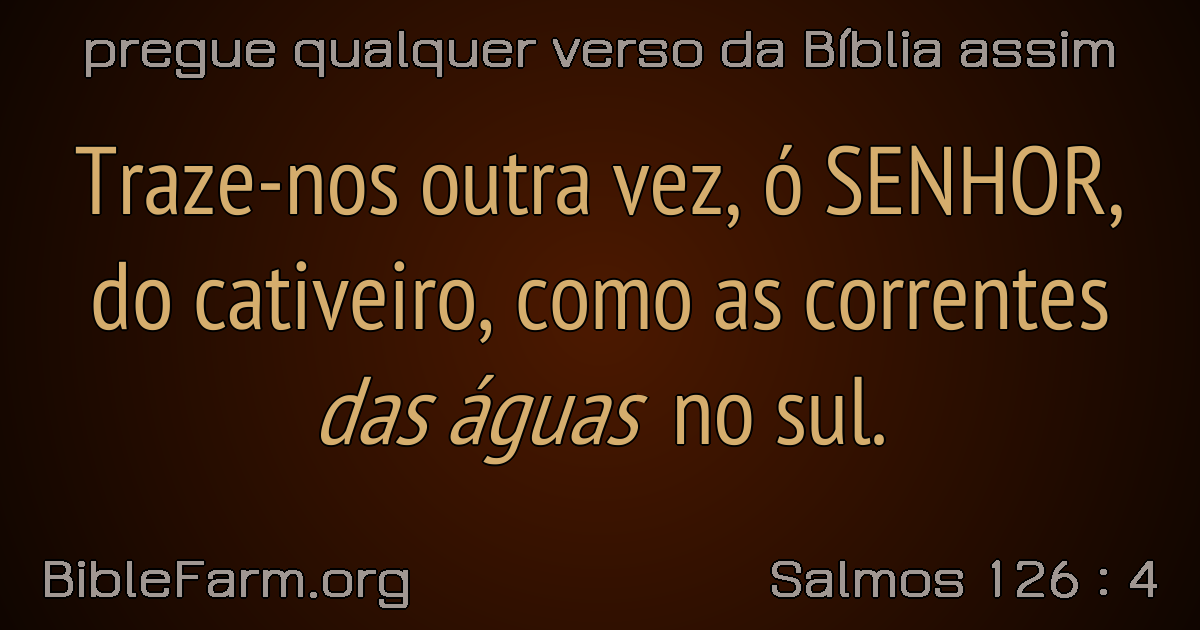 pregue qualquer verso da Bíblia assim
Traze-nos outra vez, ó SENHOR,
do cativeiro, como as correntes
das águas no sul.
BibleFarm.org
Salmos 126 : 4